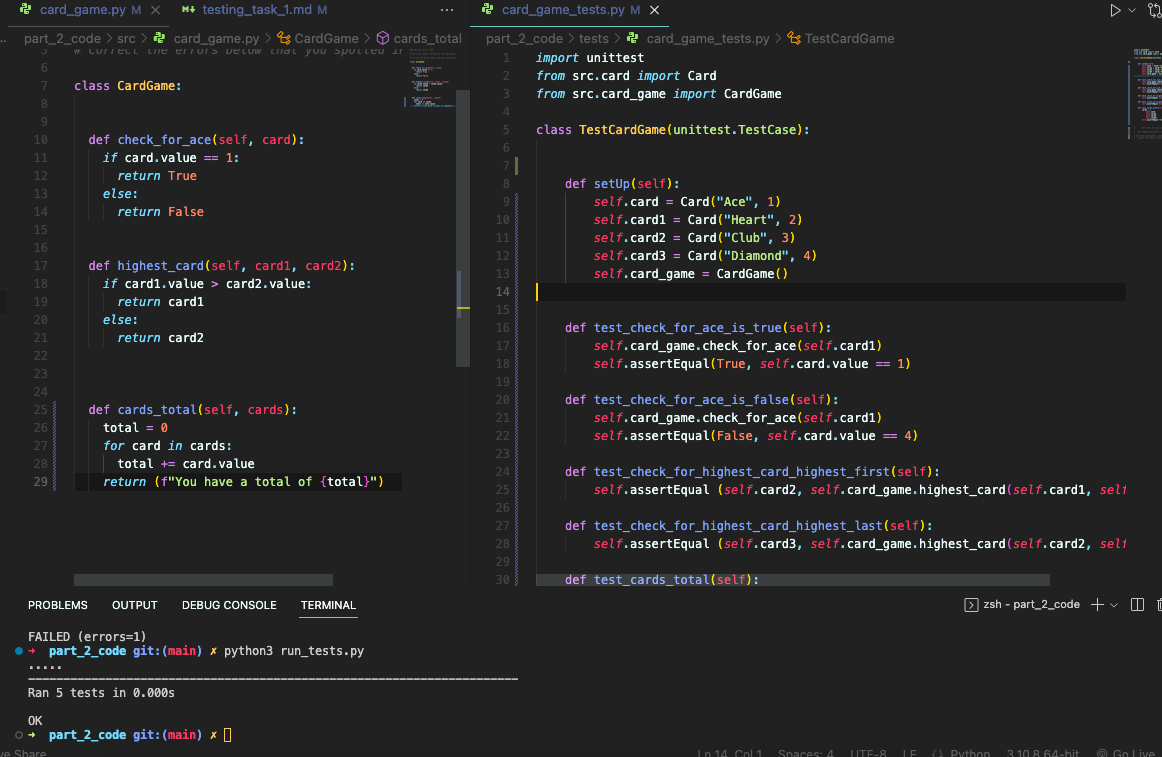 card_game.py M
testing_task_1.md M
card_game_tests.py M
part_2_code > src > card_game.py > CardGame > cards_total
part_2_code > tests > card_game_tests.py > TestCardGame
# correct the errors below that you spotted in
6
7 class CardGame:
8
9
10 def check_for_ace(self, card):
11 if card.value == 1:
12 return True
13 else:
14 return False
15
16
17 def highest_card(self, card1, card2):
18 if card1.value > card2.value:
19 return card1
20 else:
21 return card2
22
23
24
25 def cards_total(self, cards):
26 total = 0
27 for card in cards:
28 total += card.value
29 return (f"You have a total of {total}")
1 import unittest
2 from src.card import Card
3 from src.card_game import CardGame
4
5 class TestCardGame(unittest.TestCase):
6
7
8 def setUp(self):
9 self.card = Card("Ace", 1)
10 self.card1 = Card("Heart", 2)
11 self.card2 = Card("Club", 3)
12 self.card3 = Card("Diamond", 4)
13 self.card_game = CardGame()
14
15
16 def test_check_for_ace_is_true(self):
17 self.card_game.check_for_ace(self.card1)
18 self.assertEqual(True, self.card.value == 1)
19
20 def test_check_for_ace_is_false(self):
21 self.card_game.check_for_ace(self.card1)
22 self.assertEqual(False, self.card.value == 4)
23
24 def test_check_for_highest_card_highest_first(self):
25 self.assertEqual (self.card2, self.card_game.highest_card(self.card1, self
26
27 def test_check_for_highest_card_highest_last(self):
28 self.assertEqual (self.card3, self.card_game.highest_card(self.card2, self
29
30 def test_cards_total(self):
PROBLEMS OUTPUT DEBUG CONSOLE TERMINAL
zsh - part_2_code
FAILED (errors=1)
➜ part_2_code git:(main) ✗ python3 run_tests.py
.....
----------------------------------------------------------------------
Ran 5 tests in 0.000s
OK
➜ part_2_code git:(main) ✗
ve Share
Ln 14, Col 1 Spaces: 4 UTF-8 LF {} Python 3.10.8 64-bit Go Live